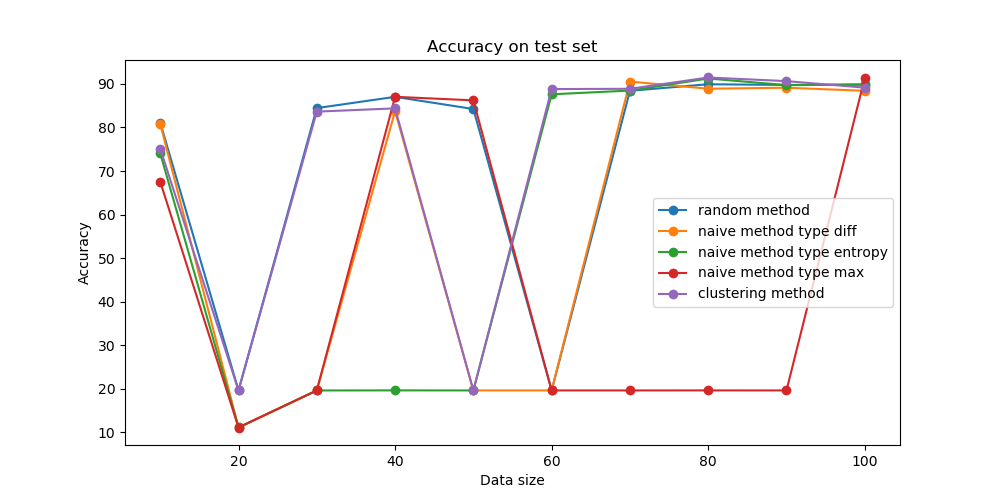 Accuracy on test set
Accuracy
90
80
70
60
50
40
30
20
10
random method
naive method type diff
naive method type entropy
naive method type max
clustering method
20 40 60 80 100
Data size